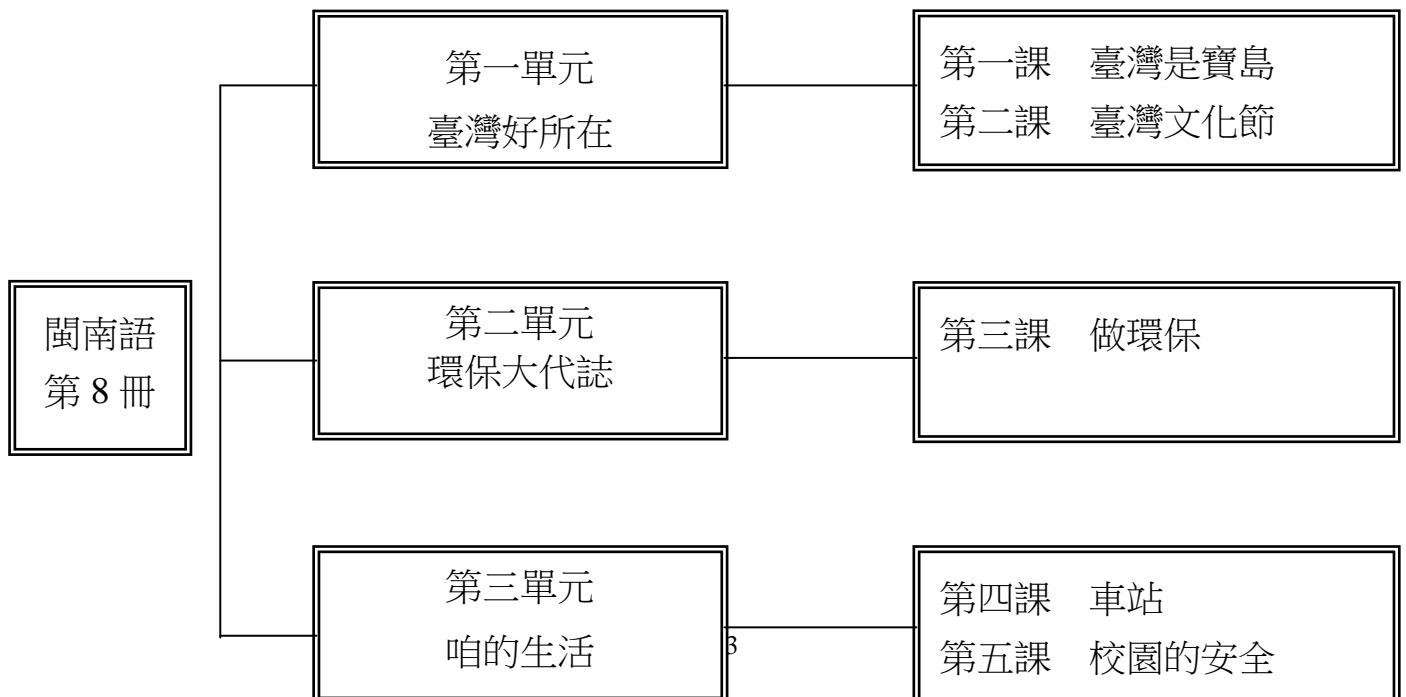 閩南語
第 8 冊
第一單元
臺灣好所在
第一課 臺灣是寶島
第二課 臺灣文化節
第二單元
環保大代誌
第三課 做環保
第三單元
咱的生活
第四課 車站
第五課 校園的安全
3